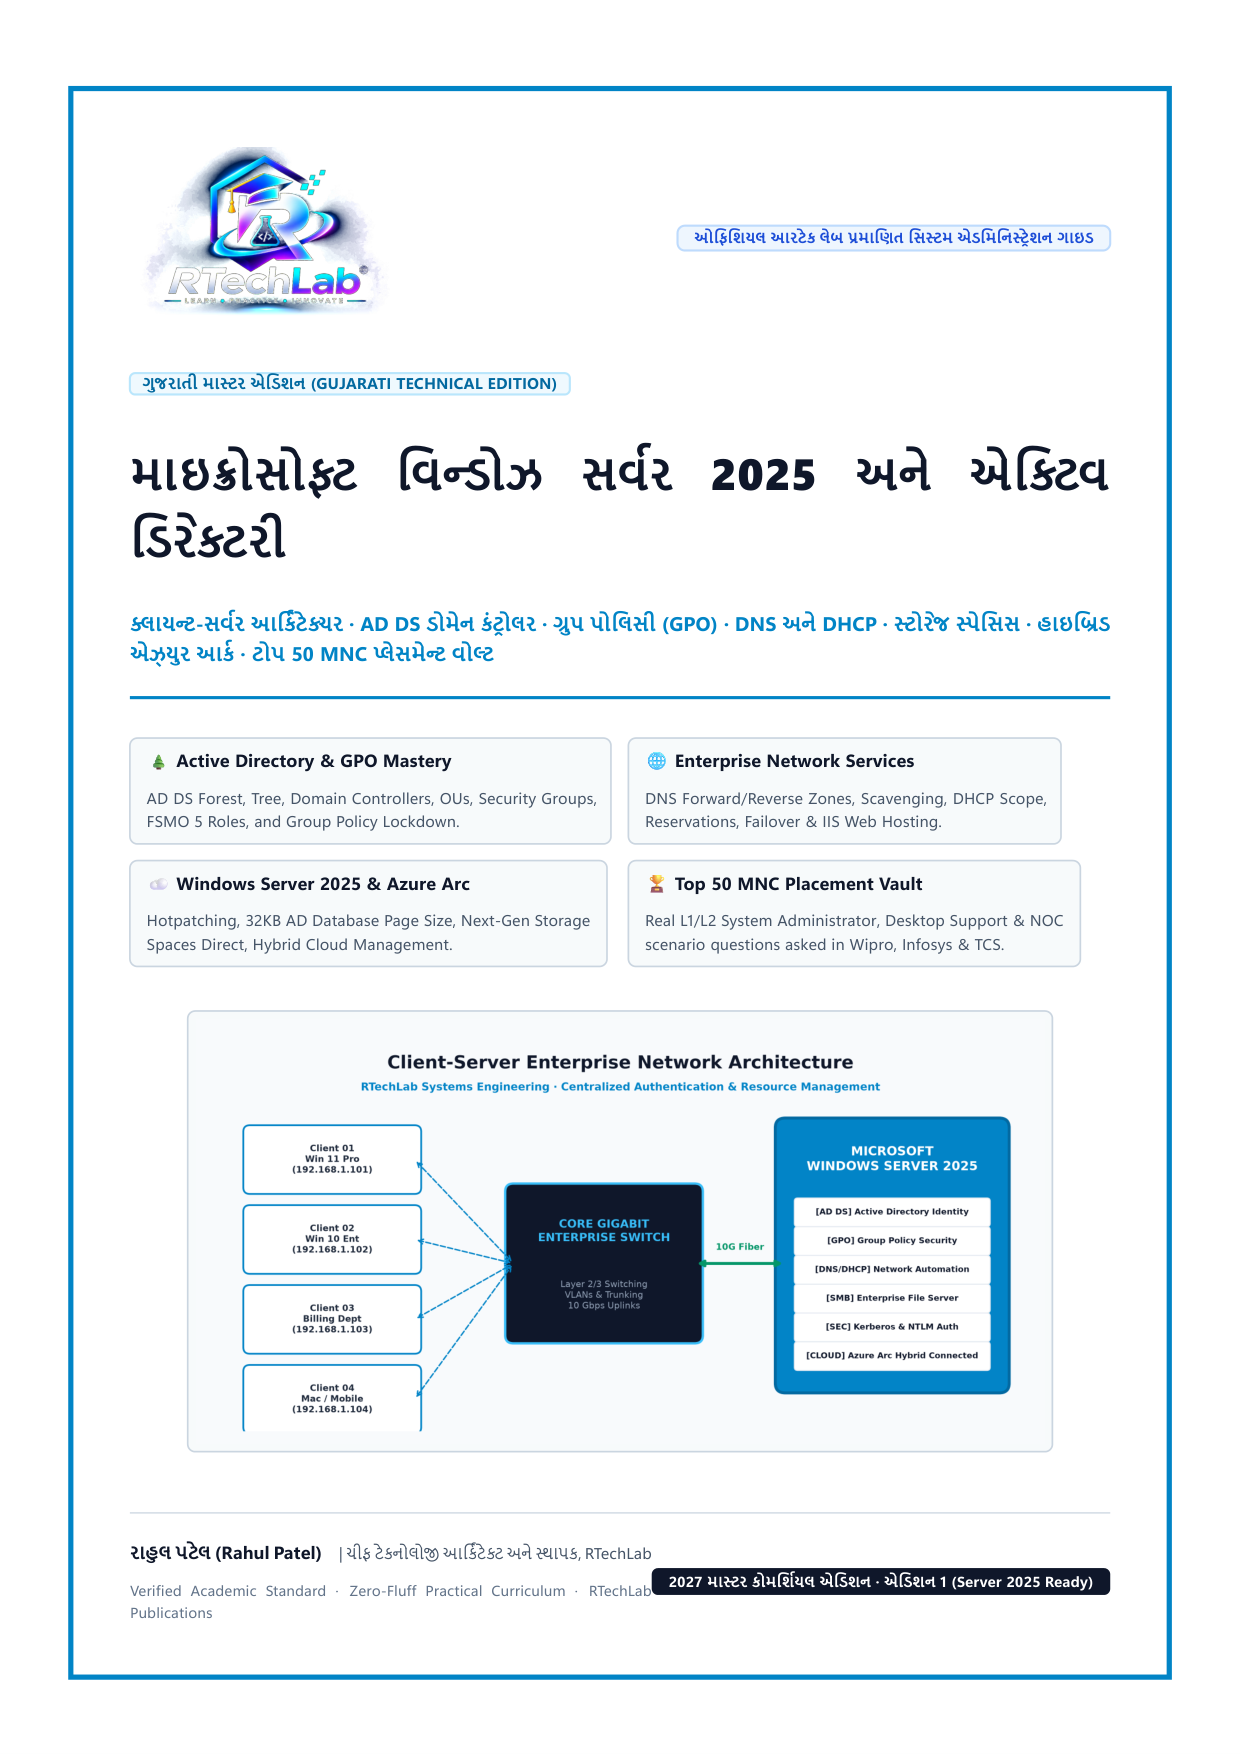 RTechLab
LEARN • PRACTICE • INNOVATE
ઓફિશિયલ આરટેક લેબ પ્રમાણિત સિસ્ટમ એડમિનિસ્ટ્રેશન ગાઇડ
ગુજરાતી માસ્ટર એડિશન (GUJARATI TECHNICAL EDITION)
માઇક્રોસોફ્ટ વિન્ડોઝ સર્વર 2025 અને એક્ટિવ
ડિરેક્ટરી
ક્લાયન્ટ-સર્વર આર્કિટેક્ચર · AD DS ડોમેન કંટ્રોલર · ગ્રુપ પોલિસી (GPO) · DNS અને DHCP · સ્ટોરેજ સ્પેસિસ · હાઇબ્રિડ
એઝ્યુર આર્ક · ટોપ 50 MNC પ્લેસમેન્ટ વોલ્ટ
Active Directory & GPO Mastery
AD DS Forest, Tree, Domain Controllers, OUs, Security Groups,
FSMO 5 Roles, and Group Policy Lockdown.
Enterprise Network Services
DNS Forward/Reverse Zones, Scavenging, DHCP Scope,
Reservations, Failover & IIS Web Hosting.
Windows Server 2025 & Azure Arc
Hotpatching, 32KB AD Database Page Size, Next-Gen Storage
Spaces Direct, Hybrid Cloud Management.
Top 50 MNC Placement Vault
Real L1/L2 System Administrator, Desktop Support & NOC
scenario questions asked in Wipro, Infosys & TCS.
Client-Server Enterprise Network Architecture
RTechLab Systems Engineering · Centralized Authentication & Resource Management
Client 01
Win 11 Pro
(192.168.1.101)
Client 02
Win 10 Ent
(192.168.1.102)
Client 03
Billing Dept
(192.168.1.103)
Client 04
Mac / Mobile
(192.168.1.104)
CORE GIGABIT
ENTERPRISE SWITCH
Layer 2/3 Switching
VLANs & Trunking
10 Gbps Uplinks
10G Fiber
MICROSOFT
WINDOWS SERVER 2025
[AD DS] Active Directory Identity
[GPO] Group Policy Security
[DNS/DHCP] Network Automation
[SMB] Enterprise File Server
[SEC] Kerberos & NTLM Auth
[CLOUD] Azure Arc Hybrid Connected
રાહુલ પટેલ (Rahul Patel) | ચીફ ટેકનોલોજી આર્કિટેક્ટ અને સ્થાપક, RTechLab
Verified Academic Standard · Zero-Fluff Practical Curriculum · RTechLab
Publications
2027 માસ્ટર કોમર્શિયલ એડિશન · એડિશન 1 (Server 2025 Ready)